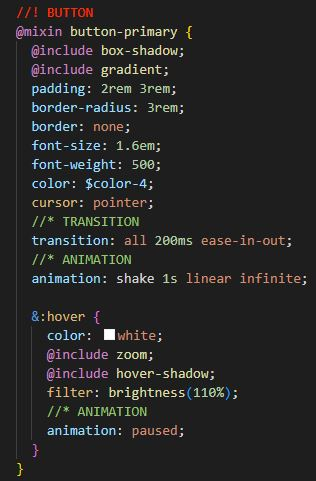 //! BUTTON
@mixin button-primary {
  @include box-shadow;
  @include gradient;
  padding: 2rem 3rem;
  border-radius: 3rem;
  border: none;
  font-size: 1.6em;
  font-weight: 500;
  color: $color-4;
  cursor: pointer;
  //* TRANSITION
  transition: all 200ms ease-in-out;
  //* ANIMATION
  animation: shake 1s linear infinite;

  &:hover {
    color: white;
    @include zoom;
    @include hover-shadow;
    filter: brightness(110%);
    //* ANIMATION
    animation: paused;
  }
}